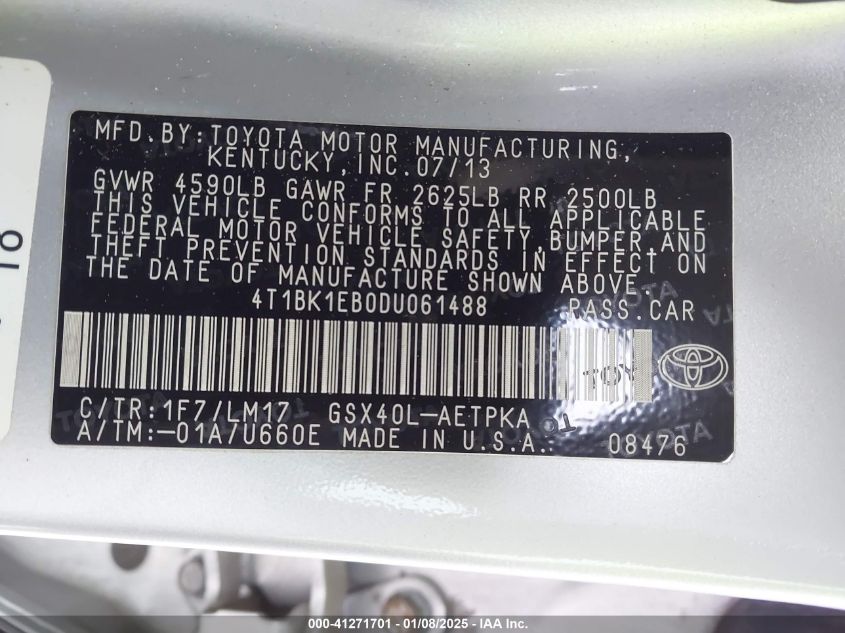 MFD.BY:TOYOTA MOTOR MANUFACTURING,
KENTUCKY,INC.07/13
GVWR 4590LB GAWR FR 2625LB RR 2500LB
THIS VEHICLE CONFORMS TO ALL APPLICABLE
FEDERAL MOTOR VEHICLE SAFETY,BUMPER,AND
THEFT PREVENTION STANDARDS IN EFFECT ON
THE DATE OF MANUFACTURE SHOWN ABOVE.
4T1BK1EB0DU061488 PASS.CAR
C/TR:1F7/LM17 GSX40L-AETPKA
A/TM:-01A/U660E MADE IN U.S.A. 08476
10
000-41271701 - 01/08/2025 - IAA Inc.